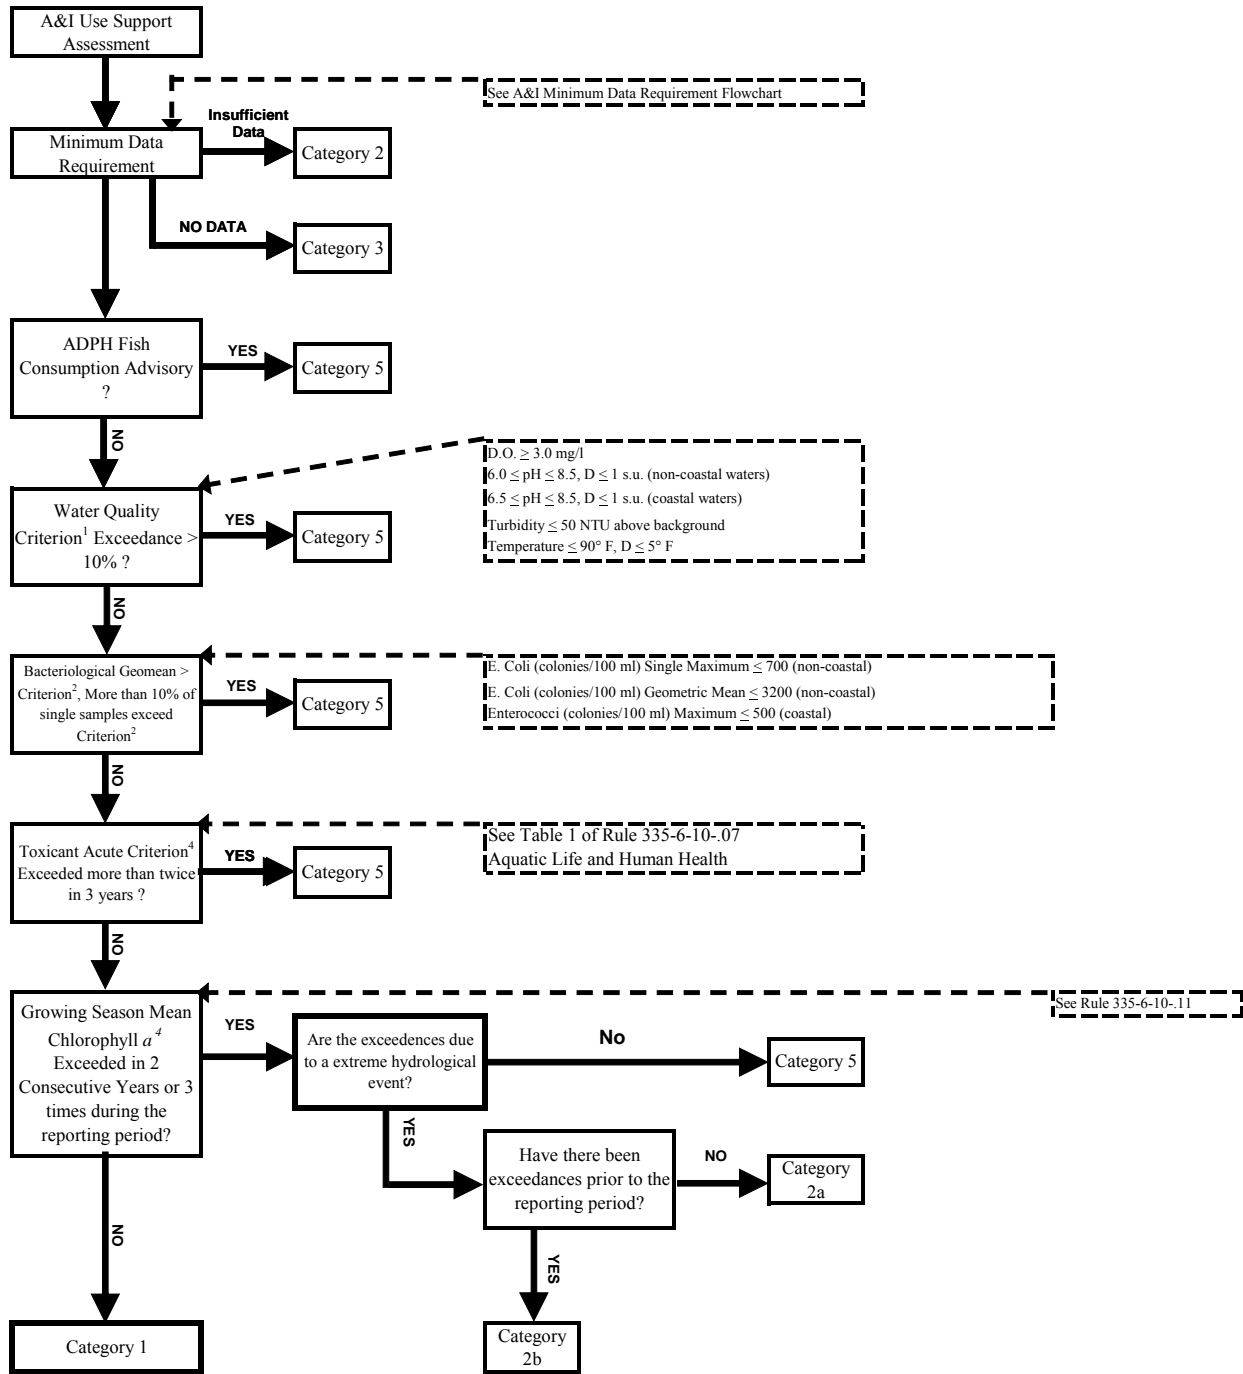 A&I Use Support
Assessment
See A&I Minimum Data Requirement Flowchart
Insufficient
Data
Minimum Data
Requirement
Category 2
NO DATA
Category 3
ADPH Fish
Consumption Advisory
?
YES
Category 5
NO
D.O. ≥ 3.0 mg/l
6.0 ≤ pH ≤ 8.5, D ≤ 1 s.u. (non-coastal waters)
6.5 ≤ pH ≤ 8.5, D ≤ 1 s.u. (coastal waters)
Turbidity ≤ 50 NTU above background
Temperature ≤ 90° F, D ≤ 5° F
Water Quality
Criterion¹ Exceedance >
10% ?
YES
Category 5
NO
Bacteriological Geomean >
Criterion², More than 10% of
single samples exceed
Criterion²
YES
Category 5
E. Coli (colonies/100 ml) Single Maximum ≤ 700 (non-coastal)
E. Coli (colonies/100 ml) Geometric Mean ≤ 3200 (non-coastal)
Enterococci (colonies/100 ml) Maximum ≤ 500 (coastal)
NO
Toxicant Acute Criterion⁴
Exceeded more than twice
in 3 years ?
YES
Category 5
See Table 1 of Rule 335-6-10-.07
Aquatic Life and Human Health
NO
See Rule 335-6-10-.11
Growing Season Mean
Chlorophyll a⁴
Exceeded in 2
Consecutive Years or 3
times during the
reporting period?
YES
Are the exceedences due
to a extreme hydrological
event?
No
Category 5
YES
Have there been
exceedances prior to the
reporting period?
NO
Category
2a
NO
YES
Category 1
Category
2b